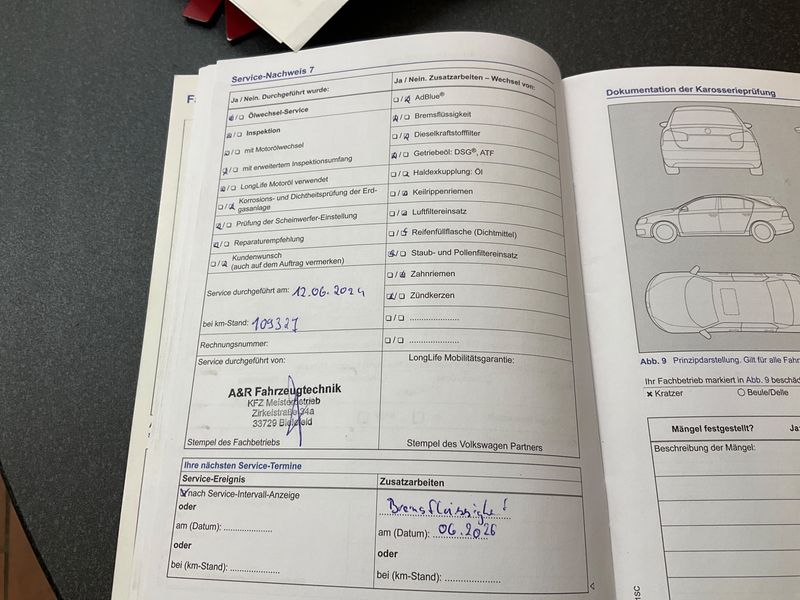 Service-Nachweis 7
Ja / Nein. Durchgeführt wurde:
Ölwechsel-Service
Inspektion
mit Motorölwechsel
mit erweitertem Inspektionsumfang
LongLife Motoröl verwendet
Korrosions- und Dichtheitsprüfung der Erd-
gasanlage
Prüfung der Scheinwerfer-Einstellung
Reparaturempfehlung
Kundenwunsch
(auch auf dem Auftrag vermerken)
Service durchgeführt am: 12.06.2024
bei km-Stand: 109327
Rechnungsnummer:
Service durchgeführt von:
A&R Fahrzeugtechnik
KFZ Meisterbetrieb
Zirkelstraße 34a
33729 Bielefeld
Stempel des Fachbetriebs
Ja / Nein. Zusatzarbeiten – Wechsel von:
AdBlue®
Bremsflüssigkeit
Dieselkraftstofffilter
Getriebeöl: DSG®, ATF
Haldexkupplung: Öl
Keilrippenriemen
Luftfiltereinsatz
Reifenfüllflasche (Dichtmittel)
Staub- und Pollenfiltereinsatz
Zahnriemen
Zündkerzen
LongLife Mobilitätsgarantie:
Stempel des Volkswagen Partners
Ihre nächsten Service-Termine
Service-Ereignis
nach Service-Intervall-Anzeige
oder
am (Datum):
oder
bei (km-Stand):
Zusatzarbeiten
am (Datum): 06.2026
oder
bei (km-Stand):
Dokumentation der Karosserieprüfung
Abb. 9 Prinzipdarstellung. Gilt für alle
Ihr Fachbetrieb markiert in Abb. 9
Kratzer
Beule/Delle
Mängel festgestellt?
Beschreibung der Mängel: